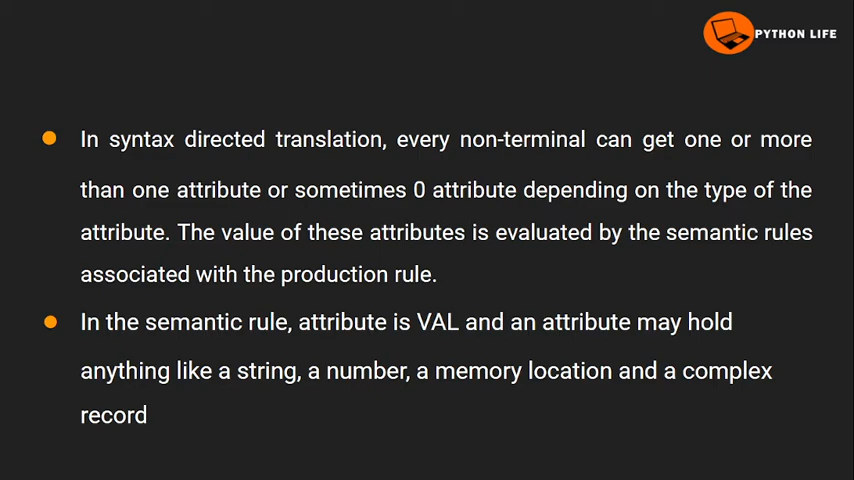 PYTHON LIFE
In syntax directed translation, every non-terminal can get one or more
than one attribute or sometimes 0 attribute depending on the type of the
attribute. The value of these attributes is evaluated by the semantic rules
associated with the production rule.
In the semantic rule, attribute is VAL and an attribute may hold
anything like a string, a number, a memory location and a complex
record